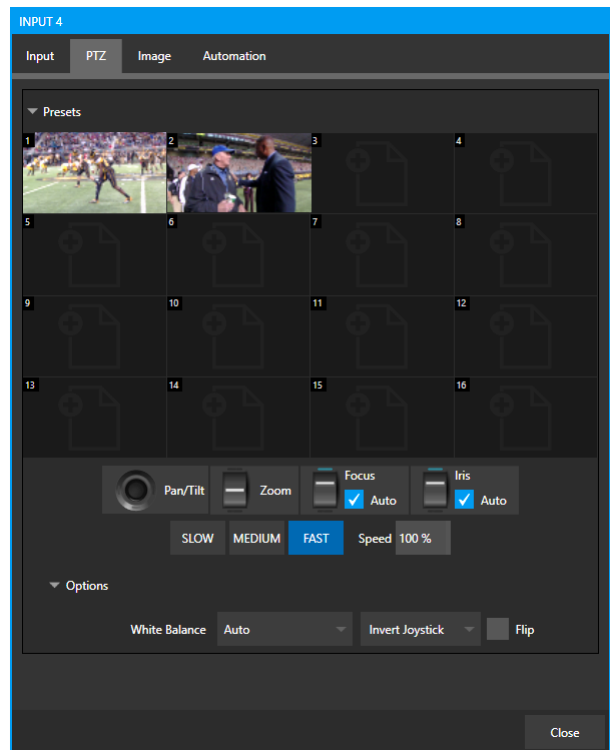 INPUT 4
Input PTZ Image Automation
Presets
1 2 3 4
5 6 7 8
9 10 11 12
13 14 15 16
Pan/Tilt Zoom Focus Auto Iris Auto
SLOW MEDIUM FAST Speed 100 %
Options
White Balance Auto Invert Joystick Flip
Close